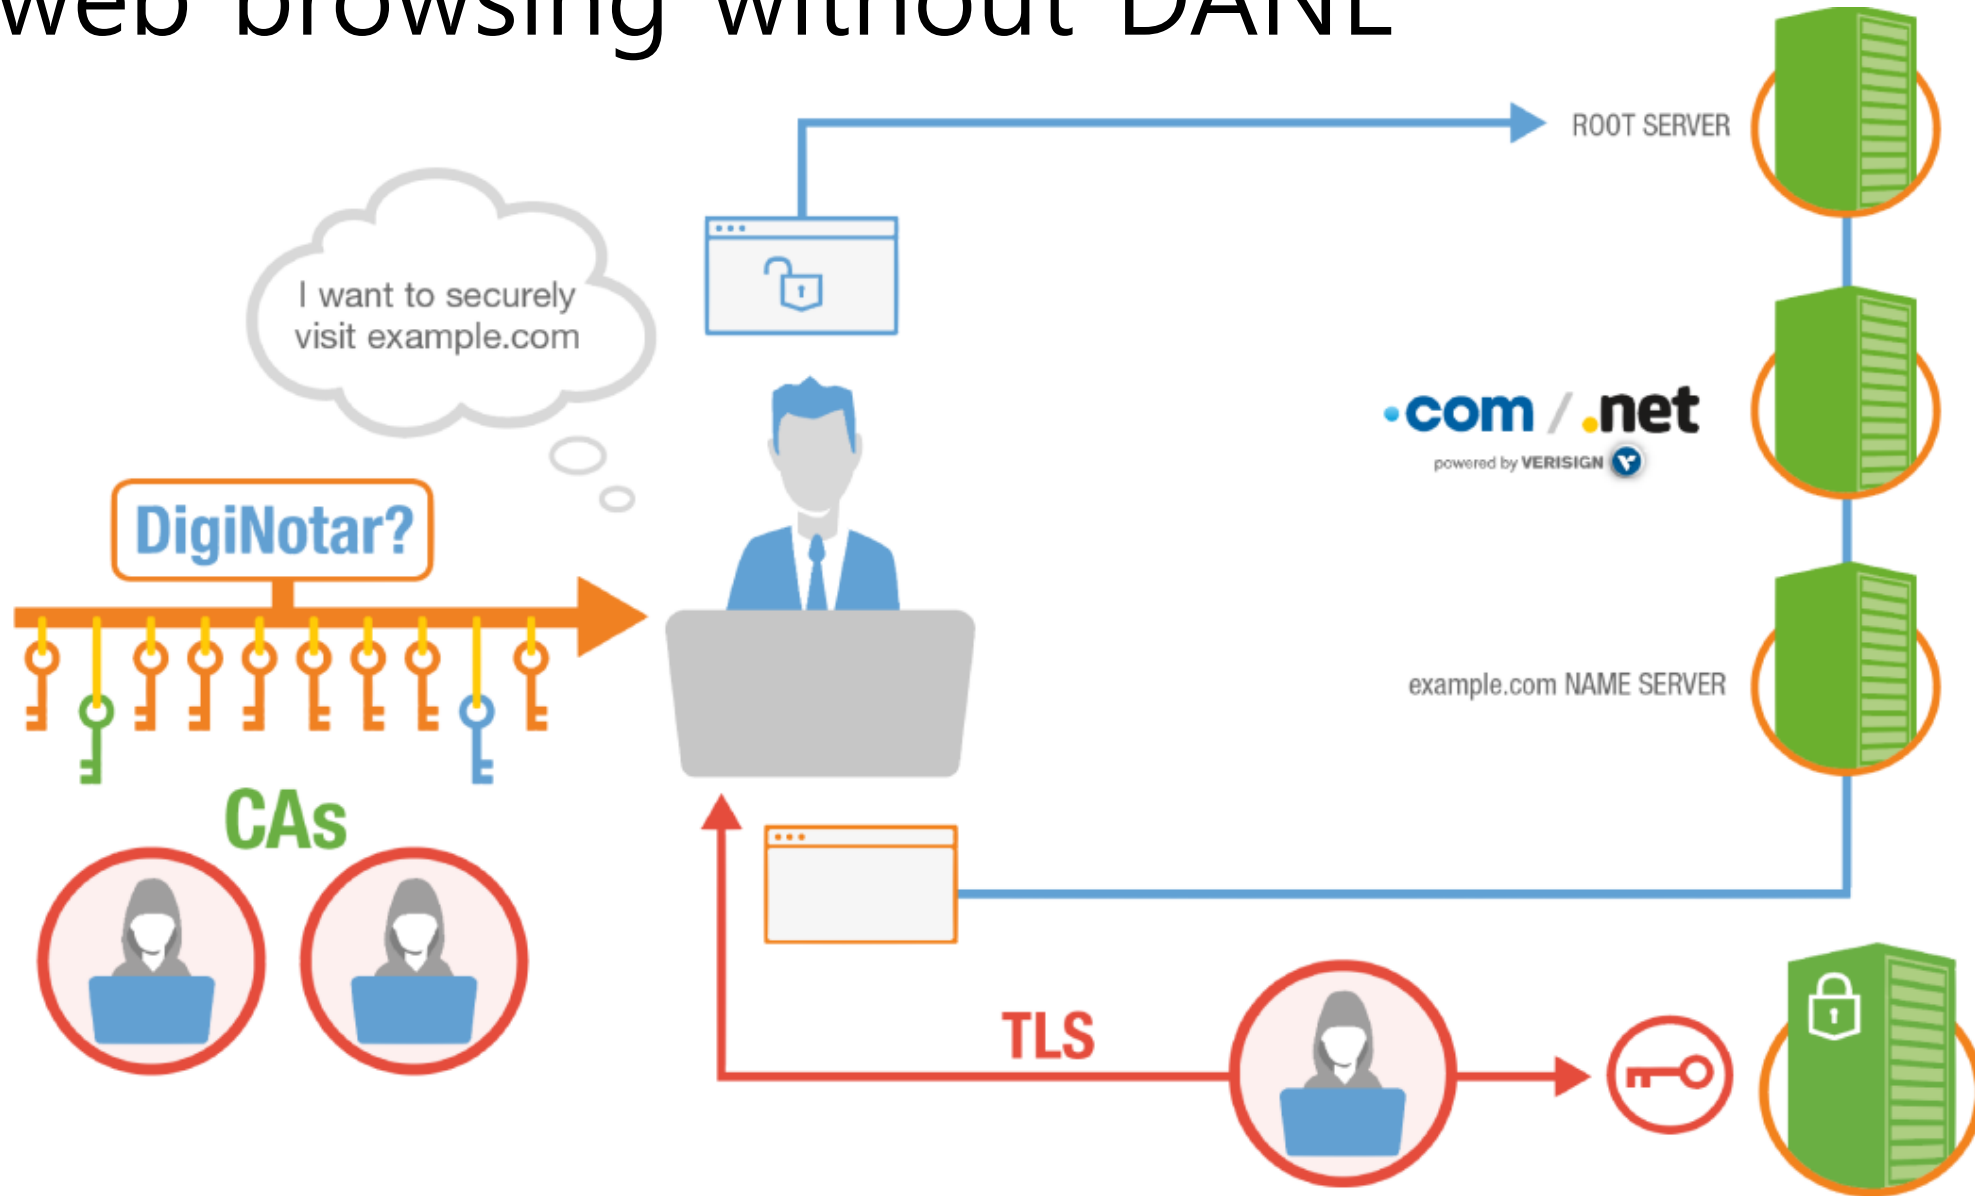 web browsing without DANE
ROOT SERVER
I want to securely
visit example.com
.com / .net
powered by VERISIGN
DigiNotar?
example.com NAME SERVER
CAs
TLS